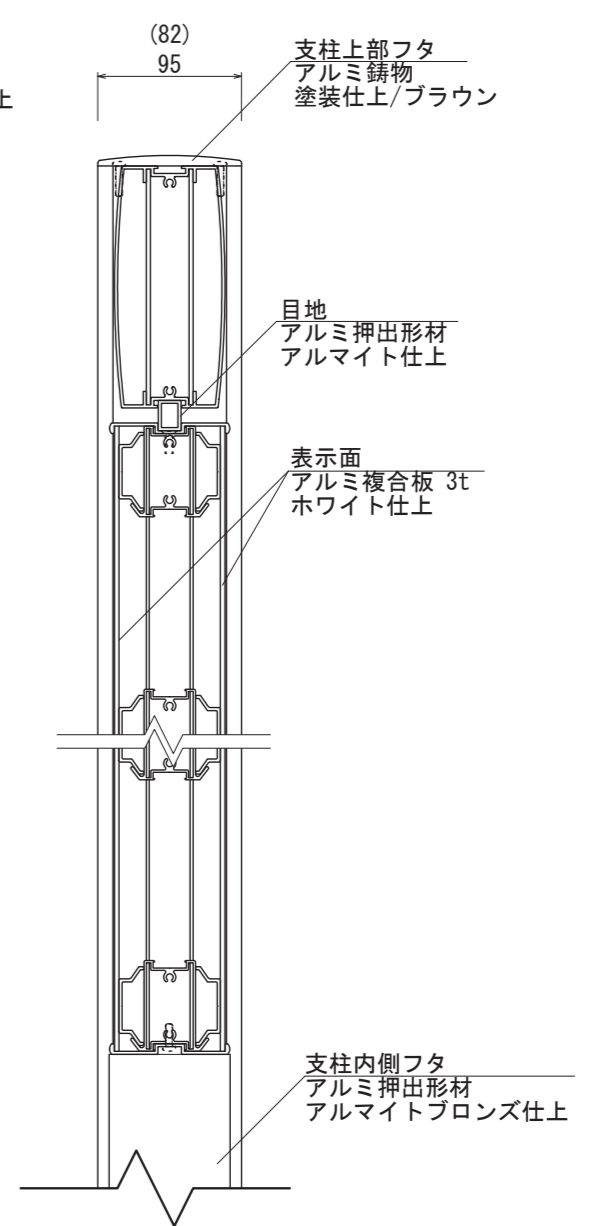 (82)
95
支柱上部フタ
アルミ鋳物
塗装仕上/ブラウン
上
目地
アルミ押出形材
アルマイト仕上
表示面
アルミ複合板 3t
ホワイト仕上
支柱内側フタ
アルミ押出形材
アルマイトブロンズ仕上